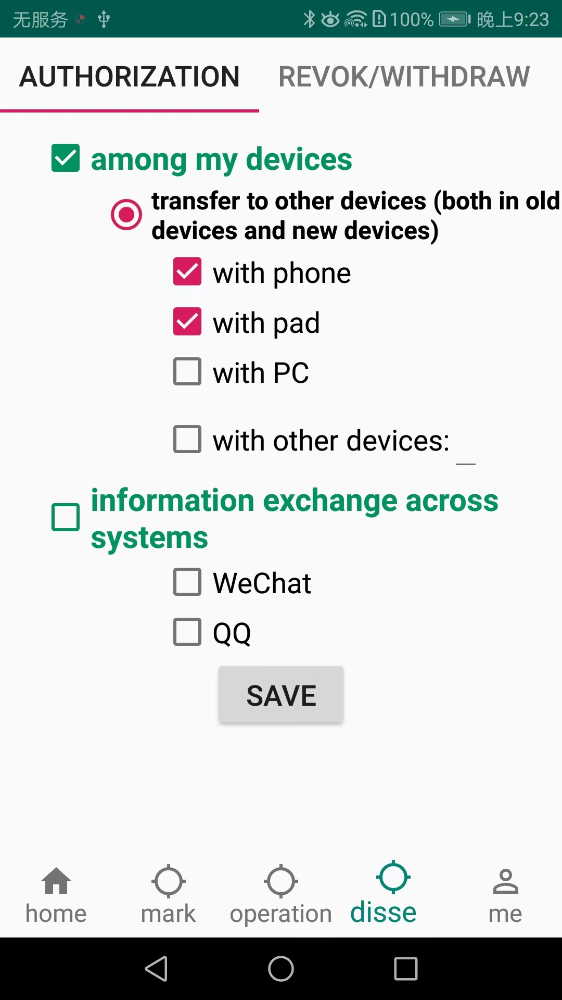 无服务 100% 晚上9:23
AUTHORIZATION REVOK/WITHDRAW
among my devices
transfer to other devices (both in old
devices and new devices)
with phone
with pad
with PC
with other devices:
information exchange across
systems
WeChat
QQ
SAVE
home mark operation disse me